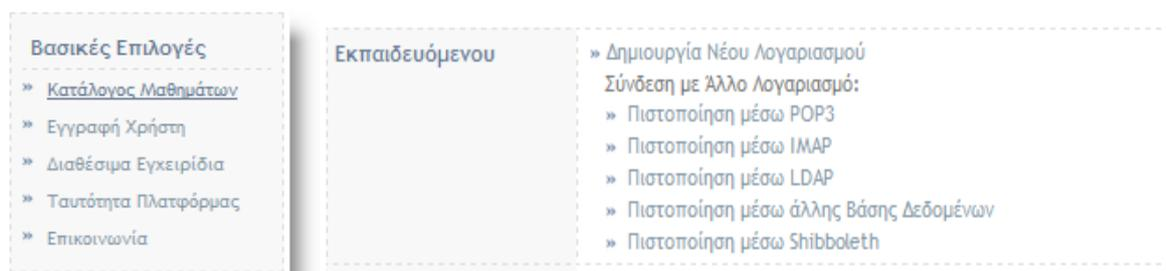 Βασικές Επιλογές
» Κατάλογος Μαθημάτων
» Εγγραφή Χρήστη
» Διαθέσιμα Εγχειρίδια
» Ταυτότητα Πλατφόρμας
» Επικοινωνία
Εκπαιδευόμενου
» Δημιουργία Νέου Λογαριασμού
Σύνδεση με Άλλο Λογαριασμό:
» Πιστοποίηση μέσω POP3
» Πιστοποίηση μέσω IMAP
» Πιστοποίηση μέσω LDAP
» Πιστοποίηση μέσω άλλης Βάσης Δεδομένων
» Πιστοποίηση μέσω Shibboleth